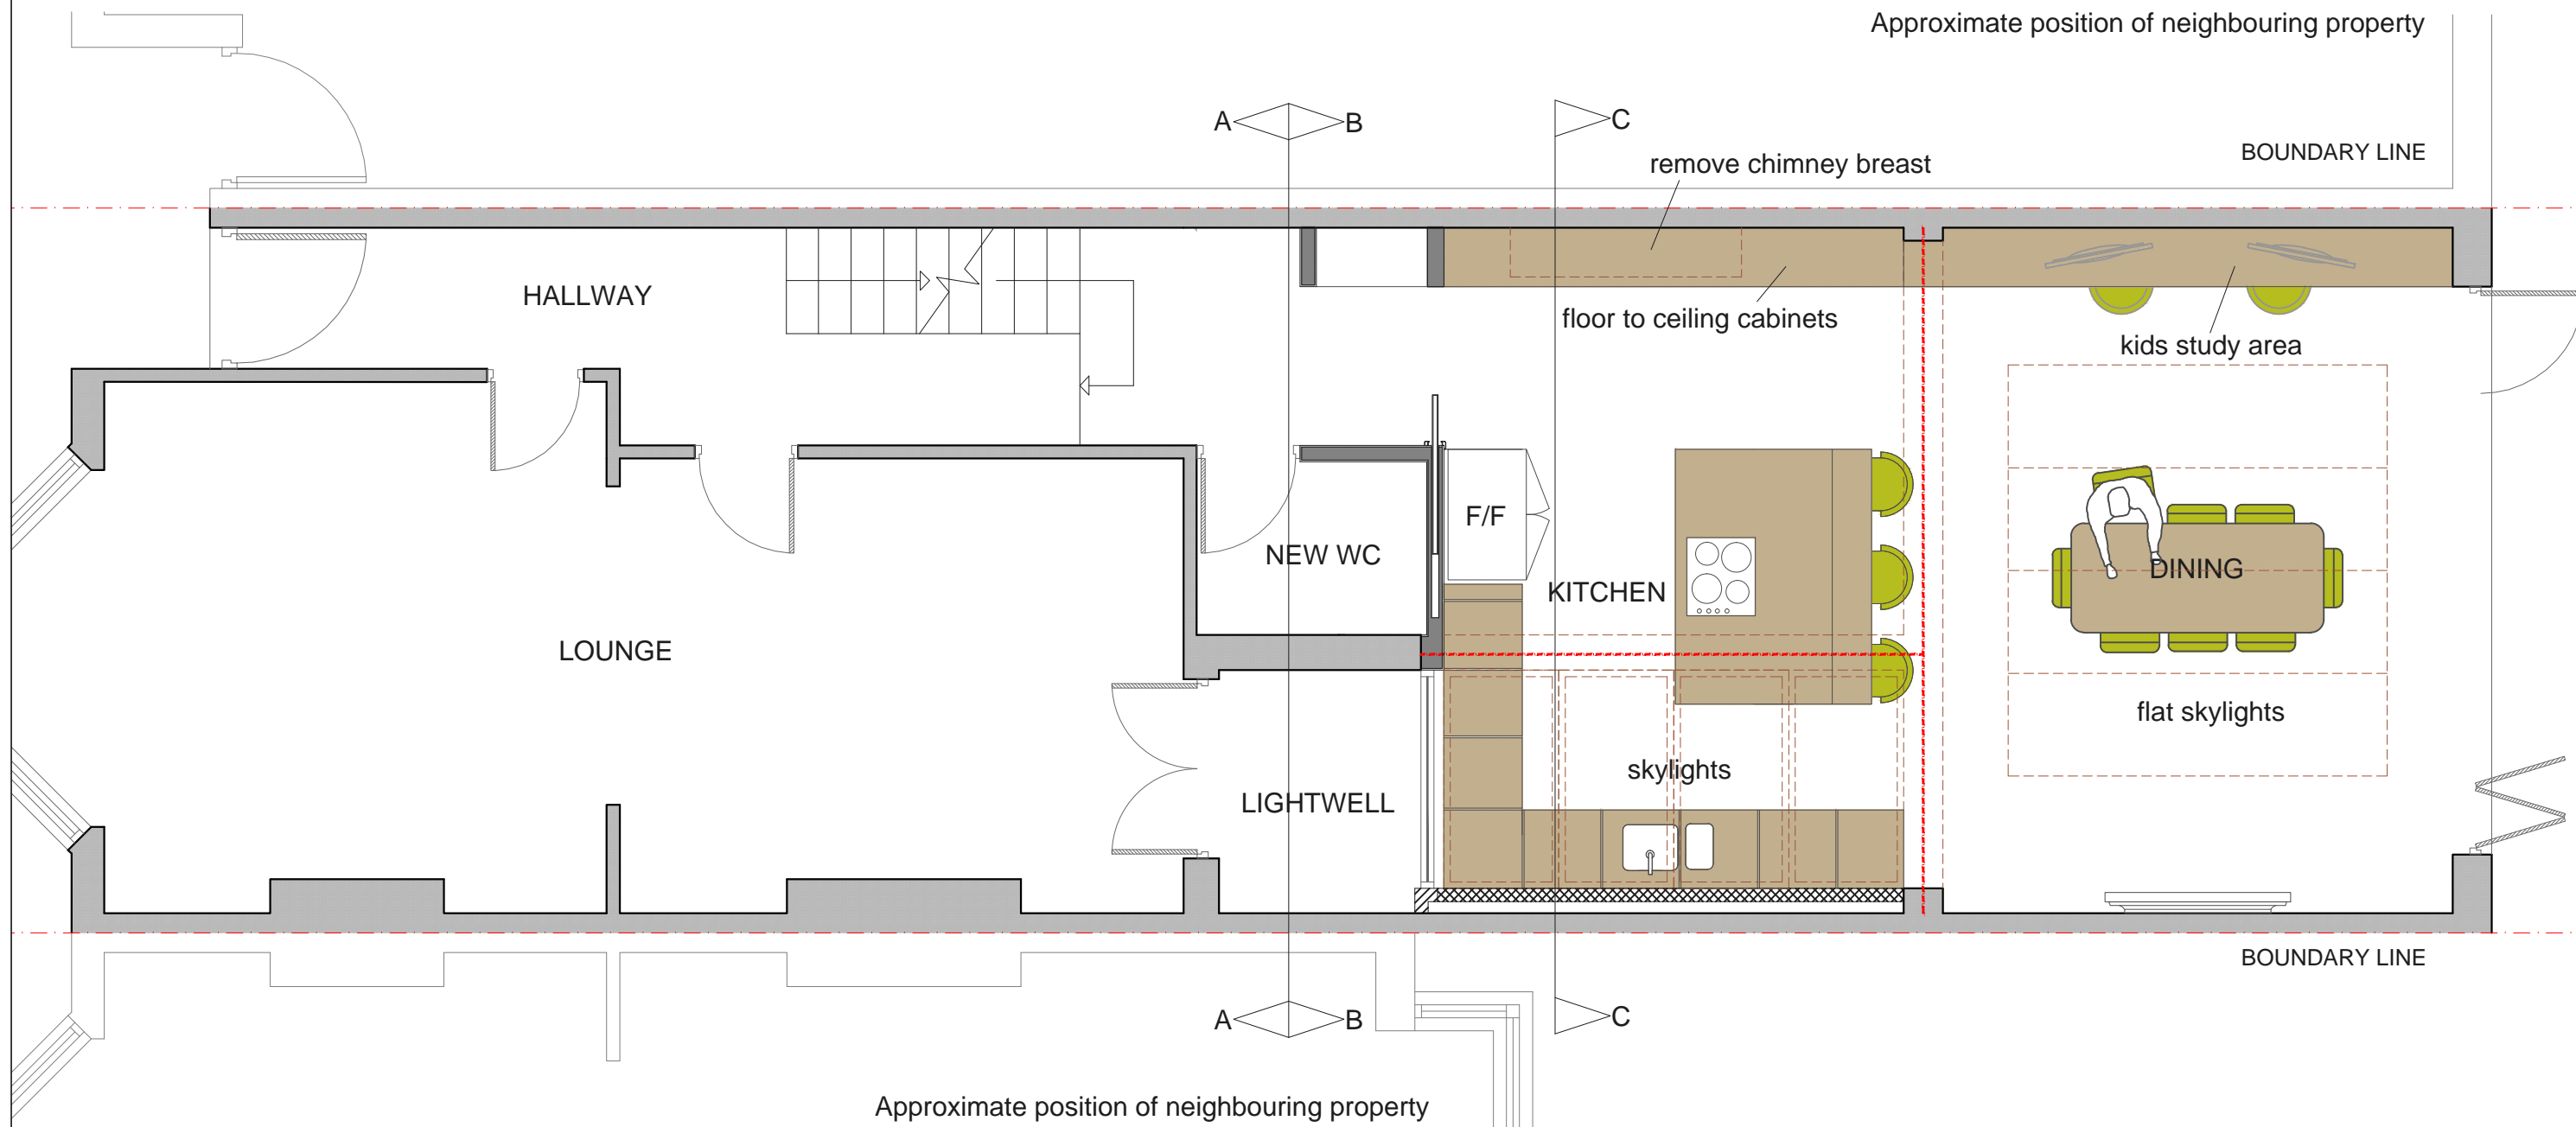 Approximate position of neighbouring property
A
B
C
BOUNDARY LINE
remove chimney breast
HALLWAY
floor to ceiling cabinets
kids study area
F/F
NEW WC
DINING
KITCHEN
LOUNGE
flat skylights
skylights
LIGHTWELL
BOUNDARY LINE
A
B
C
Approximate position of neighbouring property